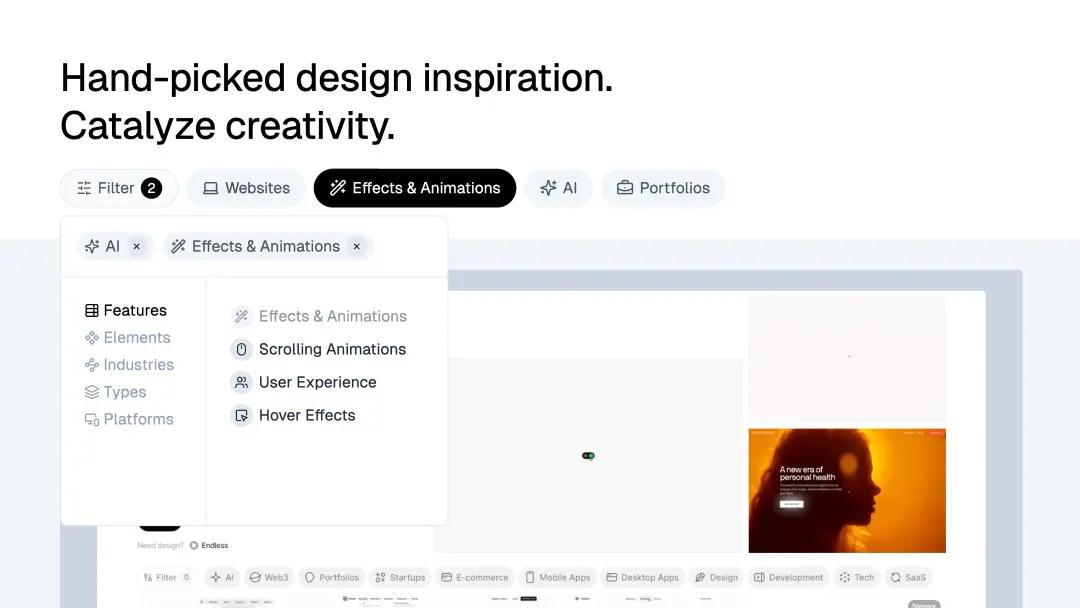 Hand-picked design inspiration.
Catalyze creativity.
Filter 2 Websites Effects & Animations AI Portfolios
AI × Effects & Animations ×
Features
Elements
Industries
Types
Platforms
Effects & Animations
Scrolling Animations
User Experience
Hover Effects
A new era of
personal health
Need design? Endless
Filter 0 AI Web3 Portfolios Startups E-commerce Mobile Apps Desktop Apps Design Development Tech SaaS
Sponsor